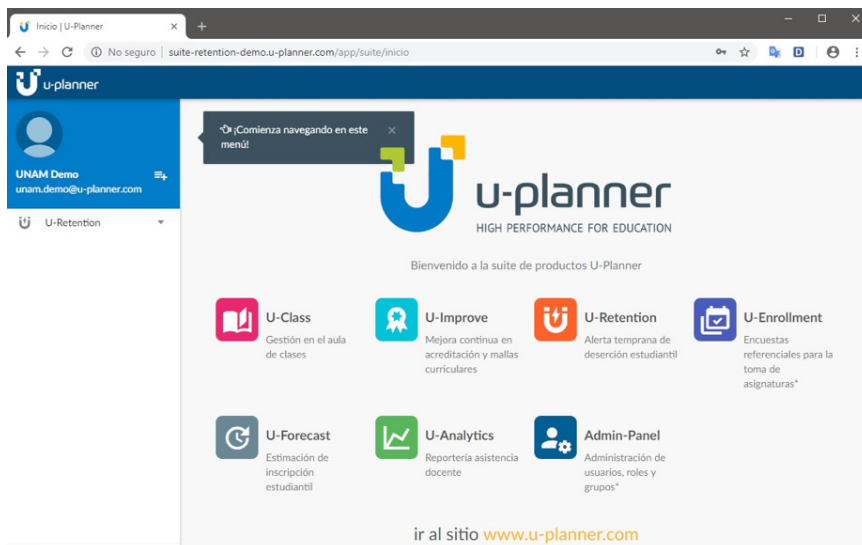 Inicio | U-Planner
No seguro | suite-retention-demo.u-planner.com/app/suite/inicio
u-planner
UNAM Demo
unam.demo@u-planner.com
U-Retention
¡Comienza navegando en este
menú!
u-planner
HIGH PERFORMANCE FOR EDUCATION
Bienvenido a la suite de productos U-Planner
U-Class
Gestión en el aula
de clases
U-Improve
Mejora continua en
acreditación y mallas
curriculares
U-Retention
Alerta temprana de
deserción estudiantil
U-Enrollment
Encuestas
referenciales para la
toma de
asignaturas*
U-Forecast
Estimación de
inscripción
estudiantil
U-Analytics
Reportería asistencia
docente
Admin-Panel
Administración de
usuarios, roles y
grupos*
ir al sitio www.u-planner.com